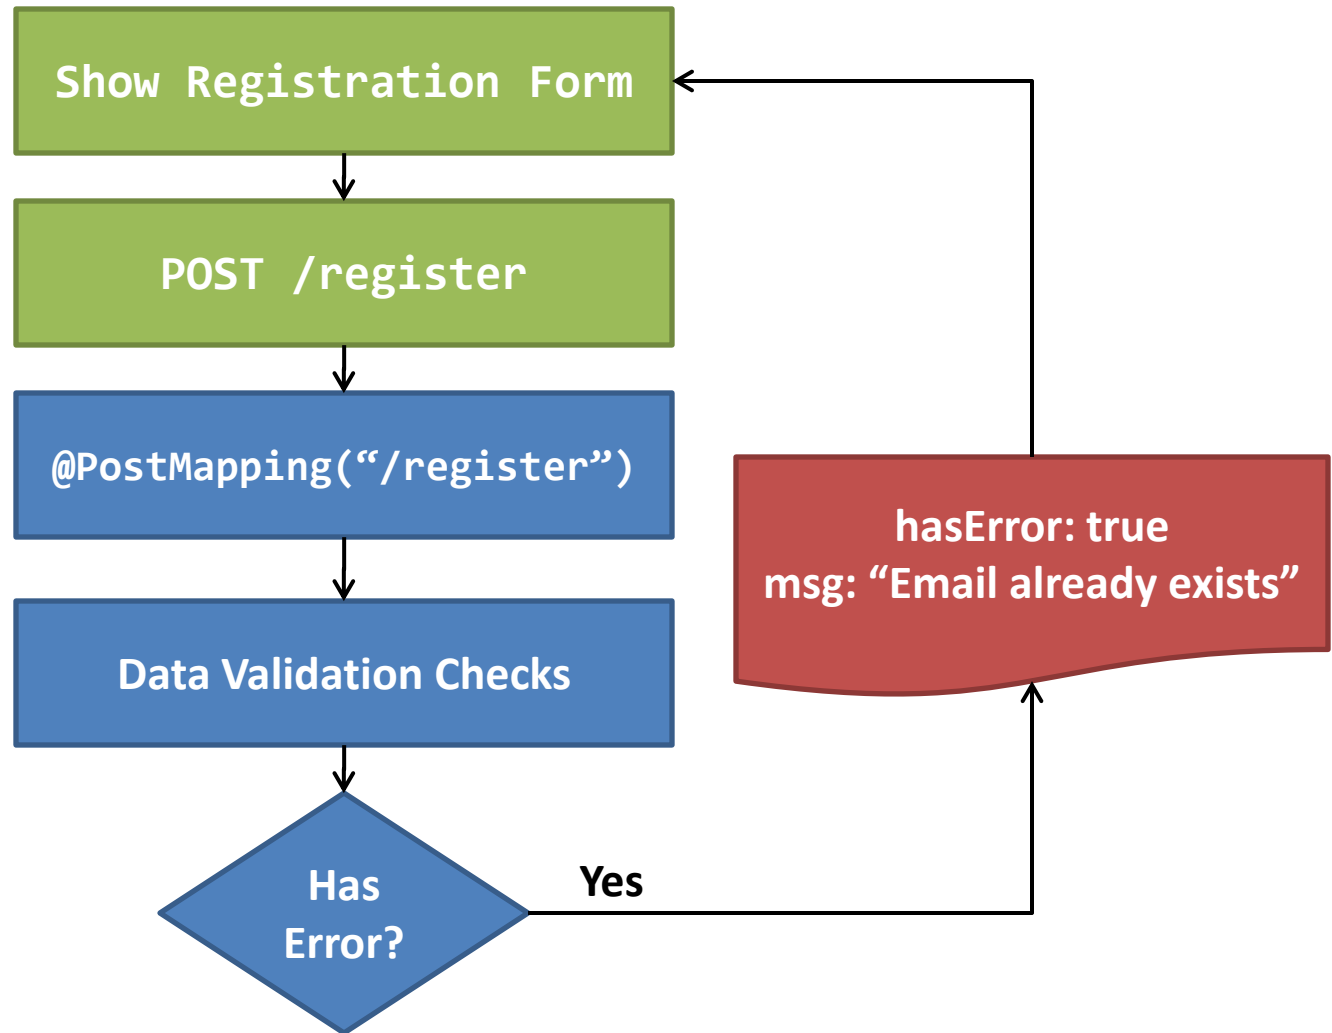 Show Registration Form
POST /register
@PostMapping(“/register”)
hasError: true
msg: “Email already exists”
Data Validation Checks
Has
Error?
Yes